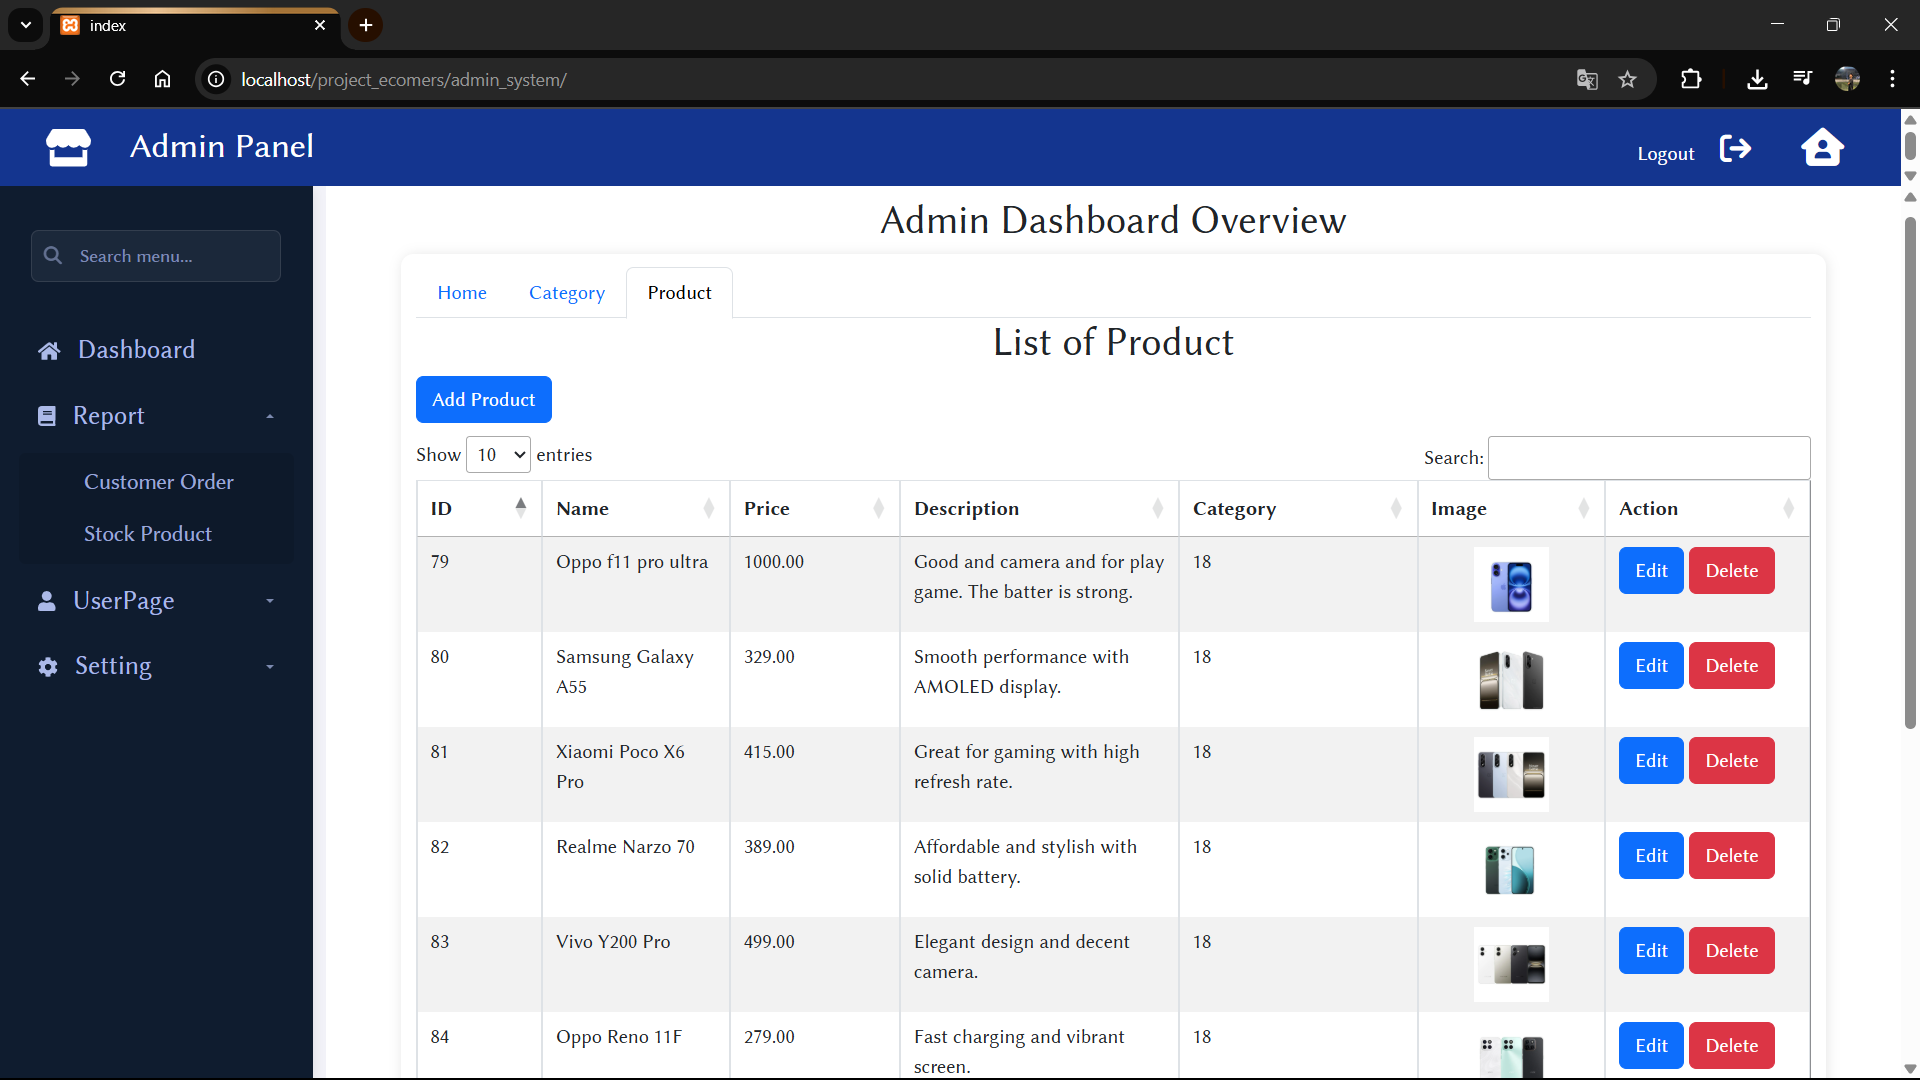 index
localhost/project_ecomers/admin_system/
Admin Panel
Logout
Search menu...
Dashboard
Report
Customer Order
Stock Product
UserPage
Setting
Admin Dashboard Overview
Home Category Product
List of Product
Add Product
Show 10 entries
Search:
ID Name Price Description Category Image Action
79 Oppo f11 pro ultra 1000.00 Good and camera and for play 18 Edit Delete
game. The batter is strong.
80 Samsung Galaxy 329.00 Smooth performance with 18 Edit Delete
A55 AMOLED display.
81 Xiaomi Poco X6 415.00 Great for gaming with high 18 Edit Delete
Pro refresh rate.
82 Realme Narzo 70 389.00 Affordable and stylish with 18 Edit Delete
solid battery.
83 Vivo Y200 Pro 499.00 Elegant design and decent 18 Edit Delete
camera.
84 Oppo Reno 11F 279.00 Fast charging and vibrant 18 Edit Delete
screen.